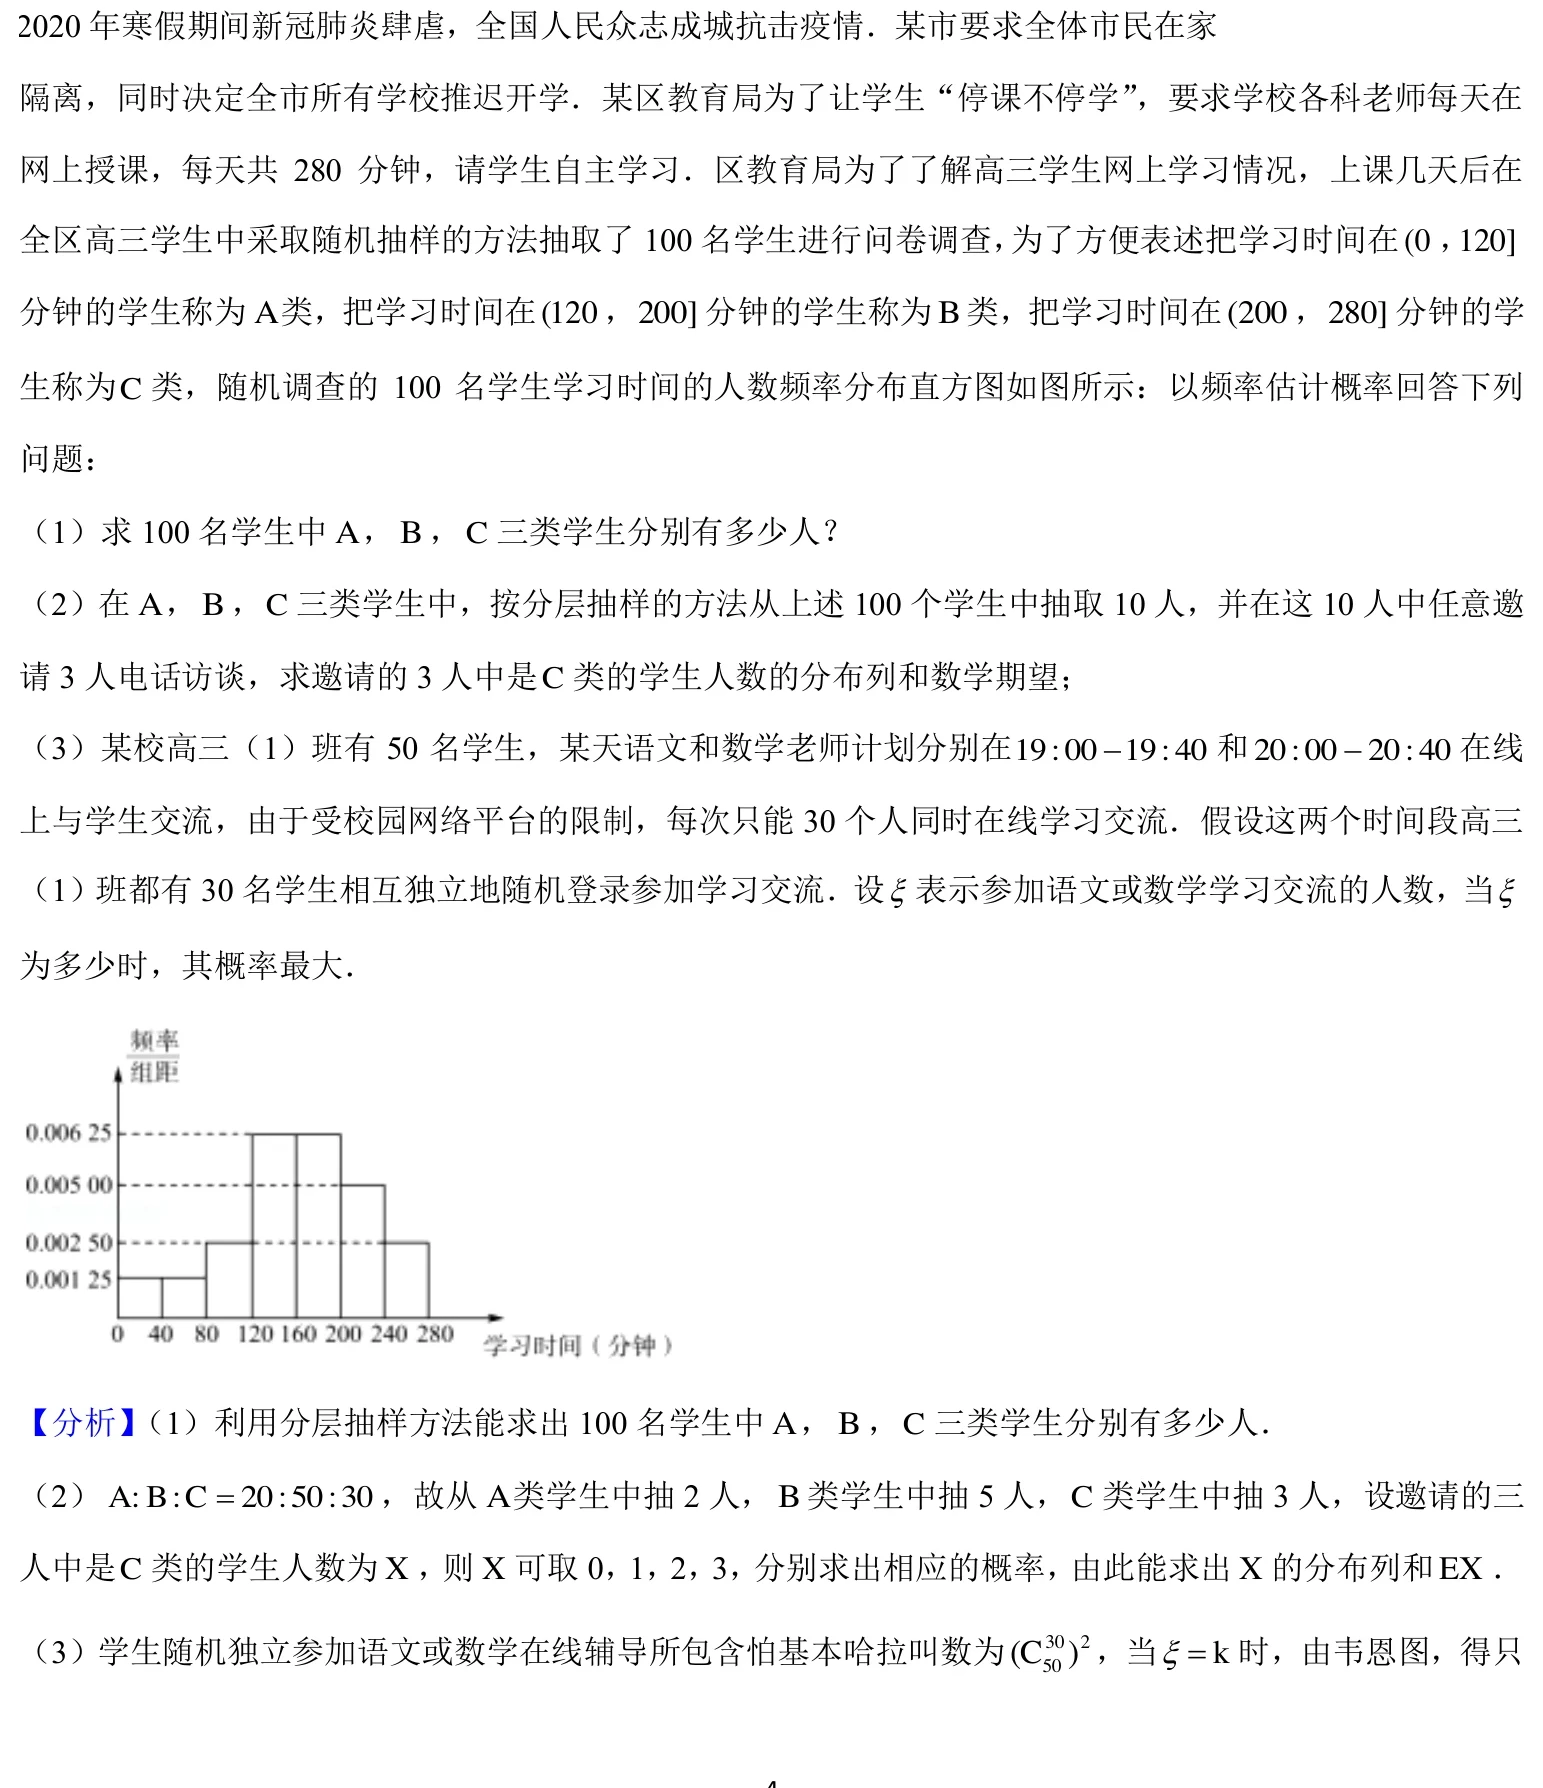 2020 年寒假期间新冠肺炎肆虐，全国人民众志成城抗击疫情．某市要求全体市民在家
隔离，同时决定全市所有学校推迟开学．某区教育局为了让学生“停课不停学”，要求学校各科老师每天在
网上授课，每天共 280 分钟，请学生自主学习．区教育局为了了解高三学生网上学习情况，上课几天后在
全区高三学生中采取随机抽样的方法抽取了 100 名学生进行问卷调查，为了方便表述把学习时间在 (0，120]
分钟的学生称为 A类，把学习时间在 (120，200] 分钟的学生称为 B 类，把学习时间在 (200，280] 分钟的学
生称为 C 类，随机调查的 100 名学生学习时间的人数频率分布直方图如图所示：以频率估计概率回答下列
问题：
（1）求 100 名学生中 A，B，C 三类学生分别有多少人？
（2）在 A，B，C 三类学生中，按分层抽样的方法从上述 100 个学生中抽取 10 人，并在这 10 人中任意邀
请 3 人电话访谈，求邀请的 3 人中是 C 类的学生人数的分布列和数学期望；
（3）某校高三（1）班有 50 名学生，某天语文和数学老师计划分别在 19:00－19:40 和 20:00－20:40 在线
上与学生交流，由于受校园网络平台的限制，每次只能 30 个人同时在线学习交流．假设这两个时间段高三
（1）班都有 30 名学生相互独立地随机登录参加学习交流．设 ξ 表示参加语文或数学学习交流的人数，当 ξ
为多少时，其概率最大．
频率
组距
0.006 25
0.005 00
0.002 50
0.001 25
0 40 80 120 160 200 240 280
学习时间（分钟）
【分析】（1）利用分层抽样方法能求出 100 名学生中 A，B，C 三类学生分别有多少人．
（2）A:B:C=20:50:30，故从 A类学生中抽 2 人，B 类学生中抽 5 人，C 类学生中抽 3 人，设邀请的三
人中是 C 类的学生人数为 X，则 X 可取 0，1，2，3，分别求出相应的概率，由此能求出 X 的分布列和 EX．
（3）学生随机独立参加语文或数学在线辅导所包含怕基本哈拉叫数为 (C₅₀³⁰)²，当 ξ=k 时，由韦恩图，得只